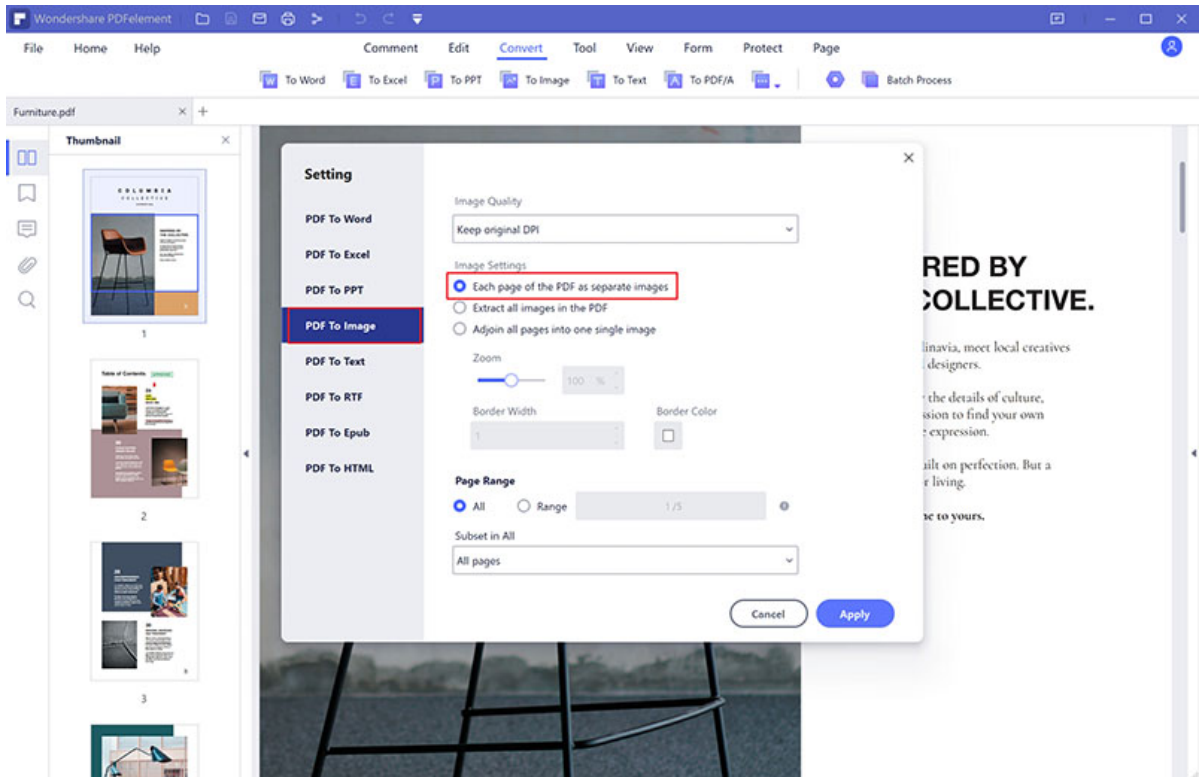 Wondershare PDFelement
File Home Help Comment Edit Convert Tool View Form Protect Page
To Word To Excel To PPT To Image To Text To PDF/A Batch Process
Furniture.pdf
Thumbnail
COLUMBIA
COLLECTIVE
1
Table of Contents
2
3
Setting
PDF To Word
PDF To Excel
PDF To PPT
PDF To Image
PDF To Text
PDF To RTF
PDF To Epub
PDF To HTML
Image Quality
Keep original DPI
Image Settings
Each page of the PDF as separate images
Extract all images in the PDF
Adjoin all pages into one single image
Zoom
100 %
Border Width Border Color
1
Page Range
All Range 1 /5
Subset in All
All pages
Cancel Apply
RED BY
COLLECTIVE.
linavia, meet local creatives
designers.
the details of culture,
ssion to find your own
expression.
uilt on perfection. But a
r living.
ne to yours.